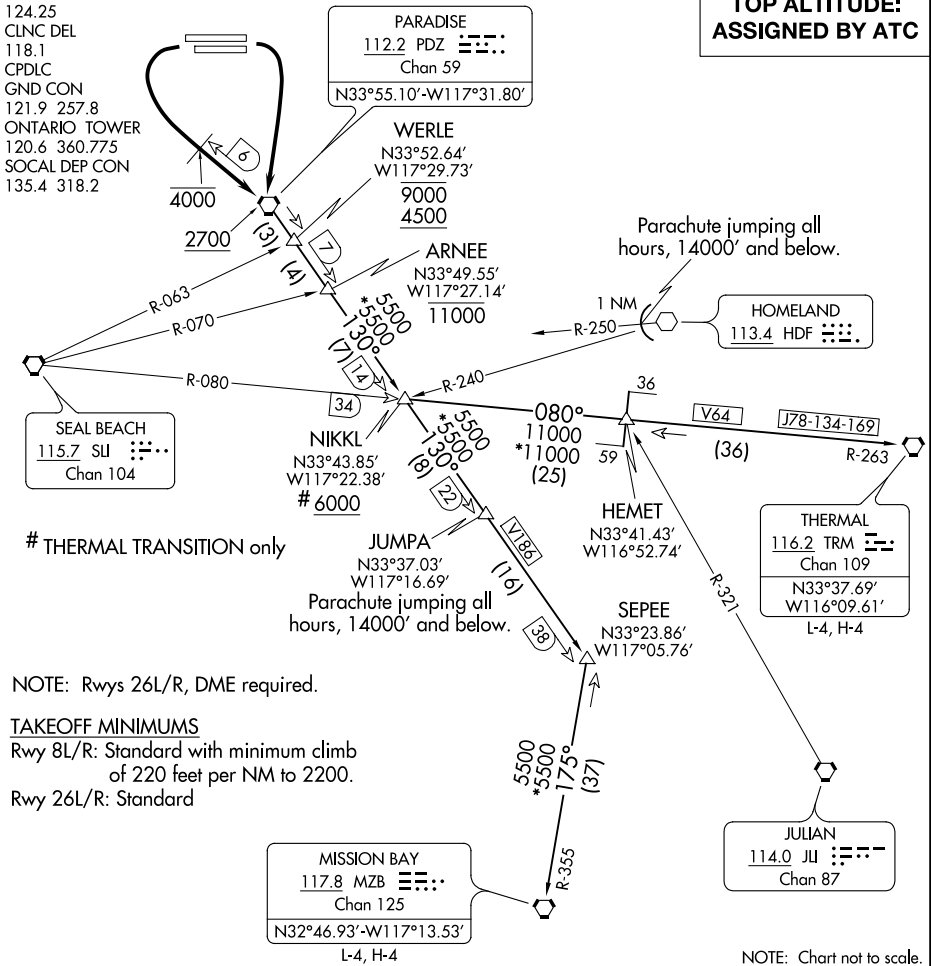 124.25
CLNC DEL
118.1
CPDLC
GND CON
121.9 257.8
ONTARIO TOWER
120.6 360.775
SOCAL DEP CON
135.4 318.2
TOP ALTITUDE:
ASSIGNED BY ATC
PARADISE
112.2 PDZ
Chan 59
N33°55.10'-W117°31.80'
WERLE
N33°52.64'
W117°29.73'
9000
4500
6
4000
2700
(3)
7
(4)
ARNEE
N33°49.55'
W117°27.14'
11000
Parachute jumping all
hours, 14000' and below.
1 NM
HOMELAND
113.4 HDF
R-250
R-240
R-063
R-070
R-080
5500
*5500
130°
(7)
14
34
SEAL BEACH
115.7 SLI
Chan 104
NIKKL
N33°43.85'
W117°22.38'
# 6000
# THERMAL TRANSITION only
080°
11000
*11000
(25)
36
59
V64
J78-134-169
(36)
R-263
HEMET
N33°41.43'
W116°52.74'
THERMAL
116.2 TRM
Chan 109
N33°37.69'
W116°09.61'
L-4, H-4
5500
*5500
130°
(8)
22
V186
(16)
38
JUMPA
N33°37.03'
W117°16.69'
Parachute jumping all
hours, 14000' and below.
SEPEE
N33°23.86'
W117°05.76'
R-321
NOTE: Rwys 26L/R, DME required.
TAKEOFF MINIMUMS
Rwy 8L/R: Standard with minimum climb
of 220 feet per NM to 2200.
Rwy 26L/R: Standard
5500
*5500
175°
(37)
R-355
JULIAN
114.0 JLI
Chan 87
MISSION BAY
117.8 MZB
Chan 125
N32°46.93'-W117°13.53'
L-4, H-4
NOTE: Chart not to scale.